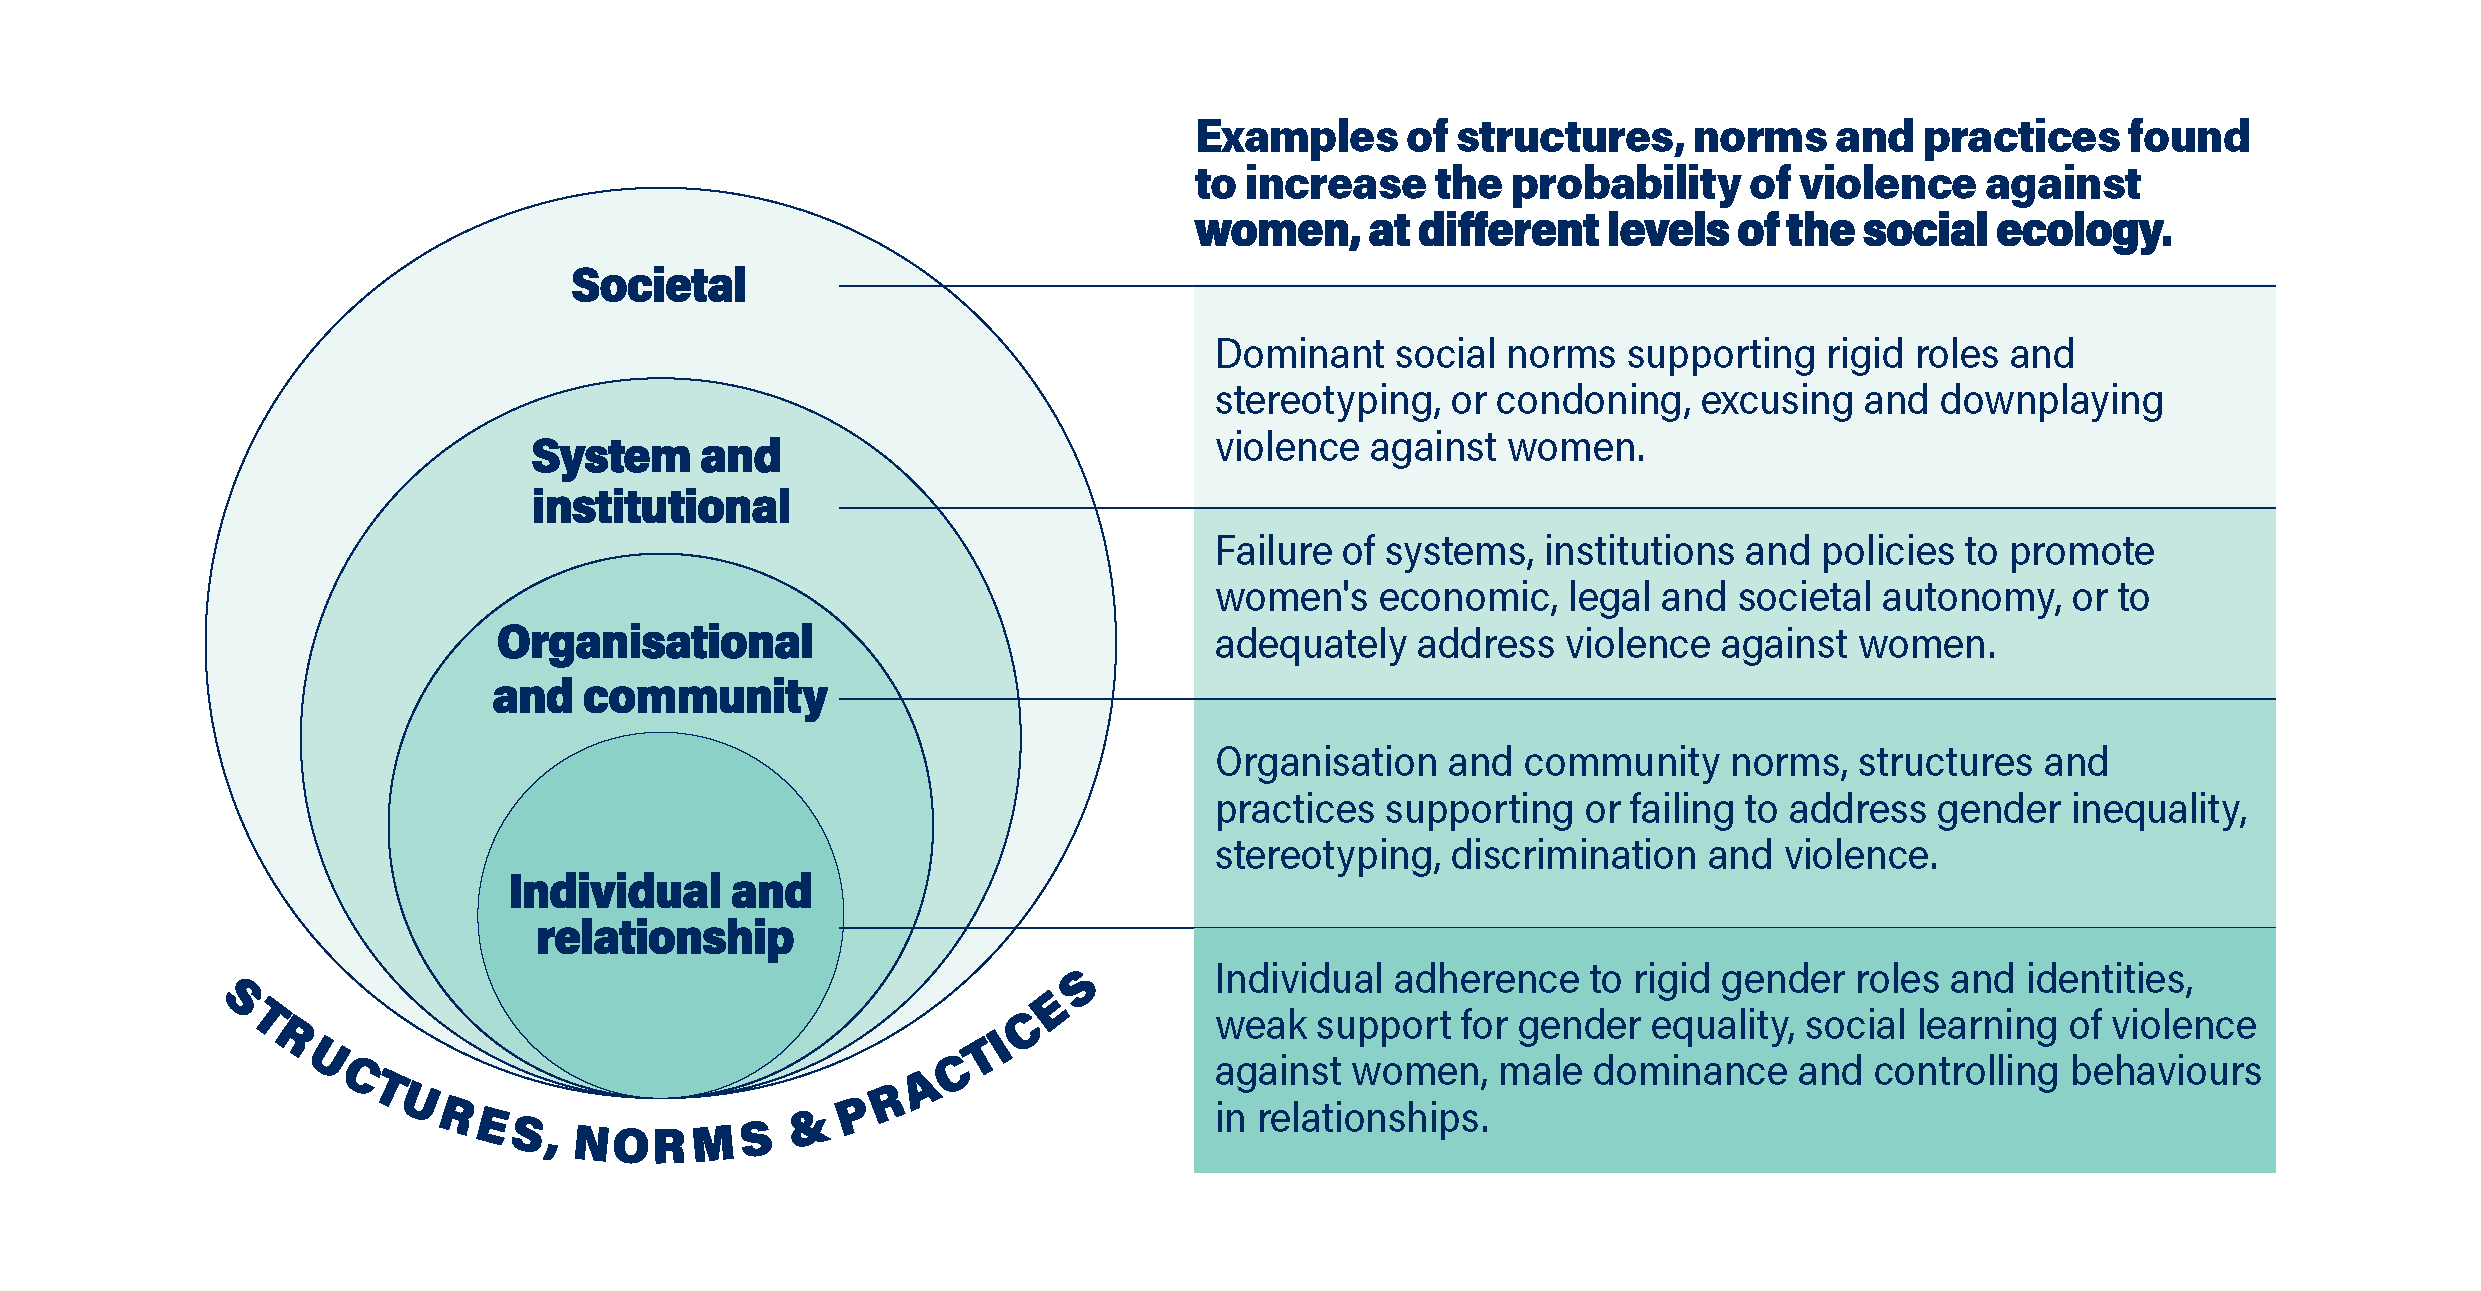 Examples of structures, norms and practices found
to increase the probability of violence against
women, at different levels of the social ecology.
Societal
Dominant social norms supporting rigid roles and
stereotyping, or condoning, excusing and downplaying
violence against women.
System and
institutional
Failure of systems, institutions and policies to promote
women's economic, legal and societal autonomy, or to
adequately address violence against women.
Organisational
and community
Organisation and community norms, structures and
practices supporting or failing to address gender inequality,
stereotyping, discrimination and violence.
Individual and
relationship
Individual adherence to rigid gender roles and identities,
weak support for gender equality, social learning of violence
against women, male dominance and controlling behaviours
in relationships.
STRUCTURES, NORMS & PRACTICES